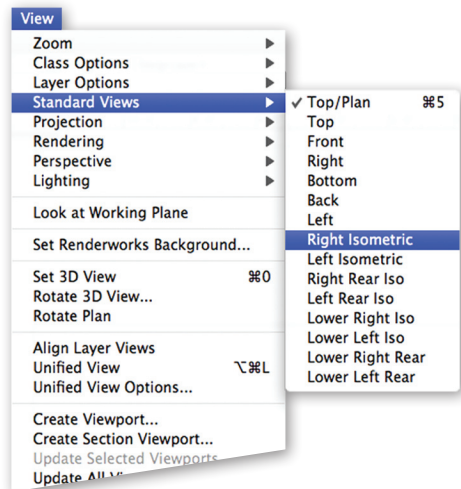 View
Zoom
Class Options
Layer Options
Standard Views
Projection
Rendering
Perspective
Lighting
Look at Working Plane
Set Renderworks Background...
Set 3D View ⌘0
Rotate 3D View...
Rotate Plan
Align Layer Views
Unified View ⌥⌘L
Unified View Options...
Create Viewport...
Create Section Viewport...
Update Selected Viewports
Update All
✓ Top/Plan ⌘5
Top
Front
Right
Bottom
Back
Left
Right Isometric
Left Isometric
Right Rear Iso
Left Rear Iso
Lower Right Iso
Lower Left Iso
Lower Right Rear
Lower Left Rear